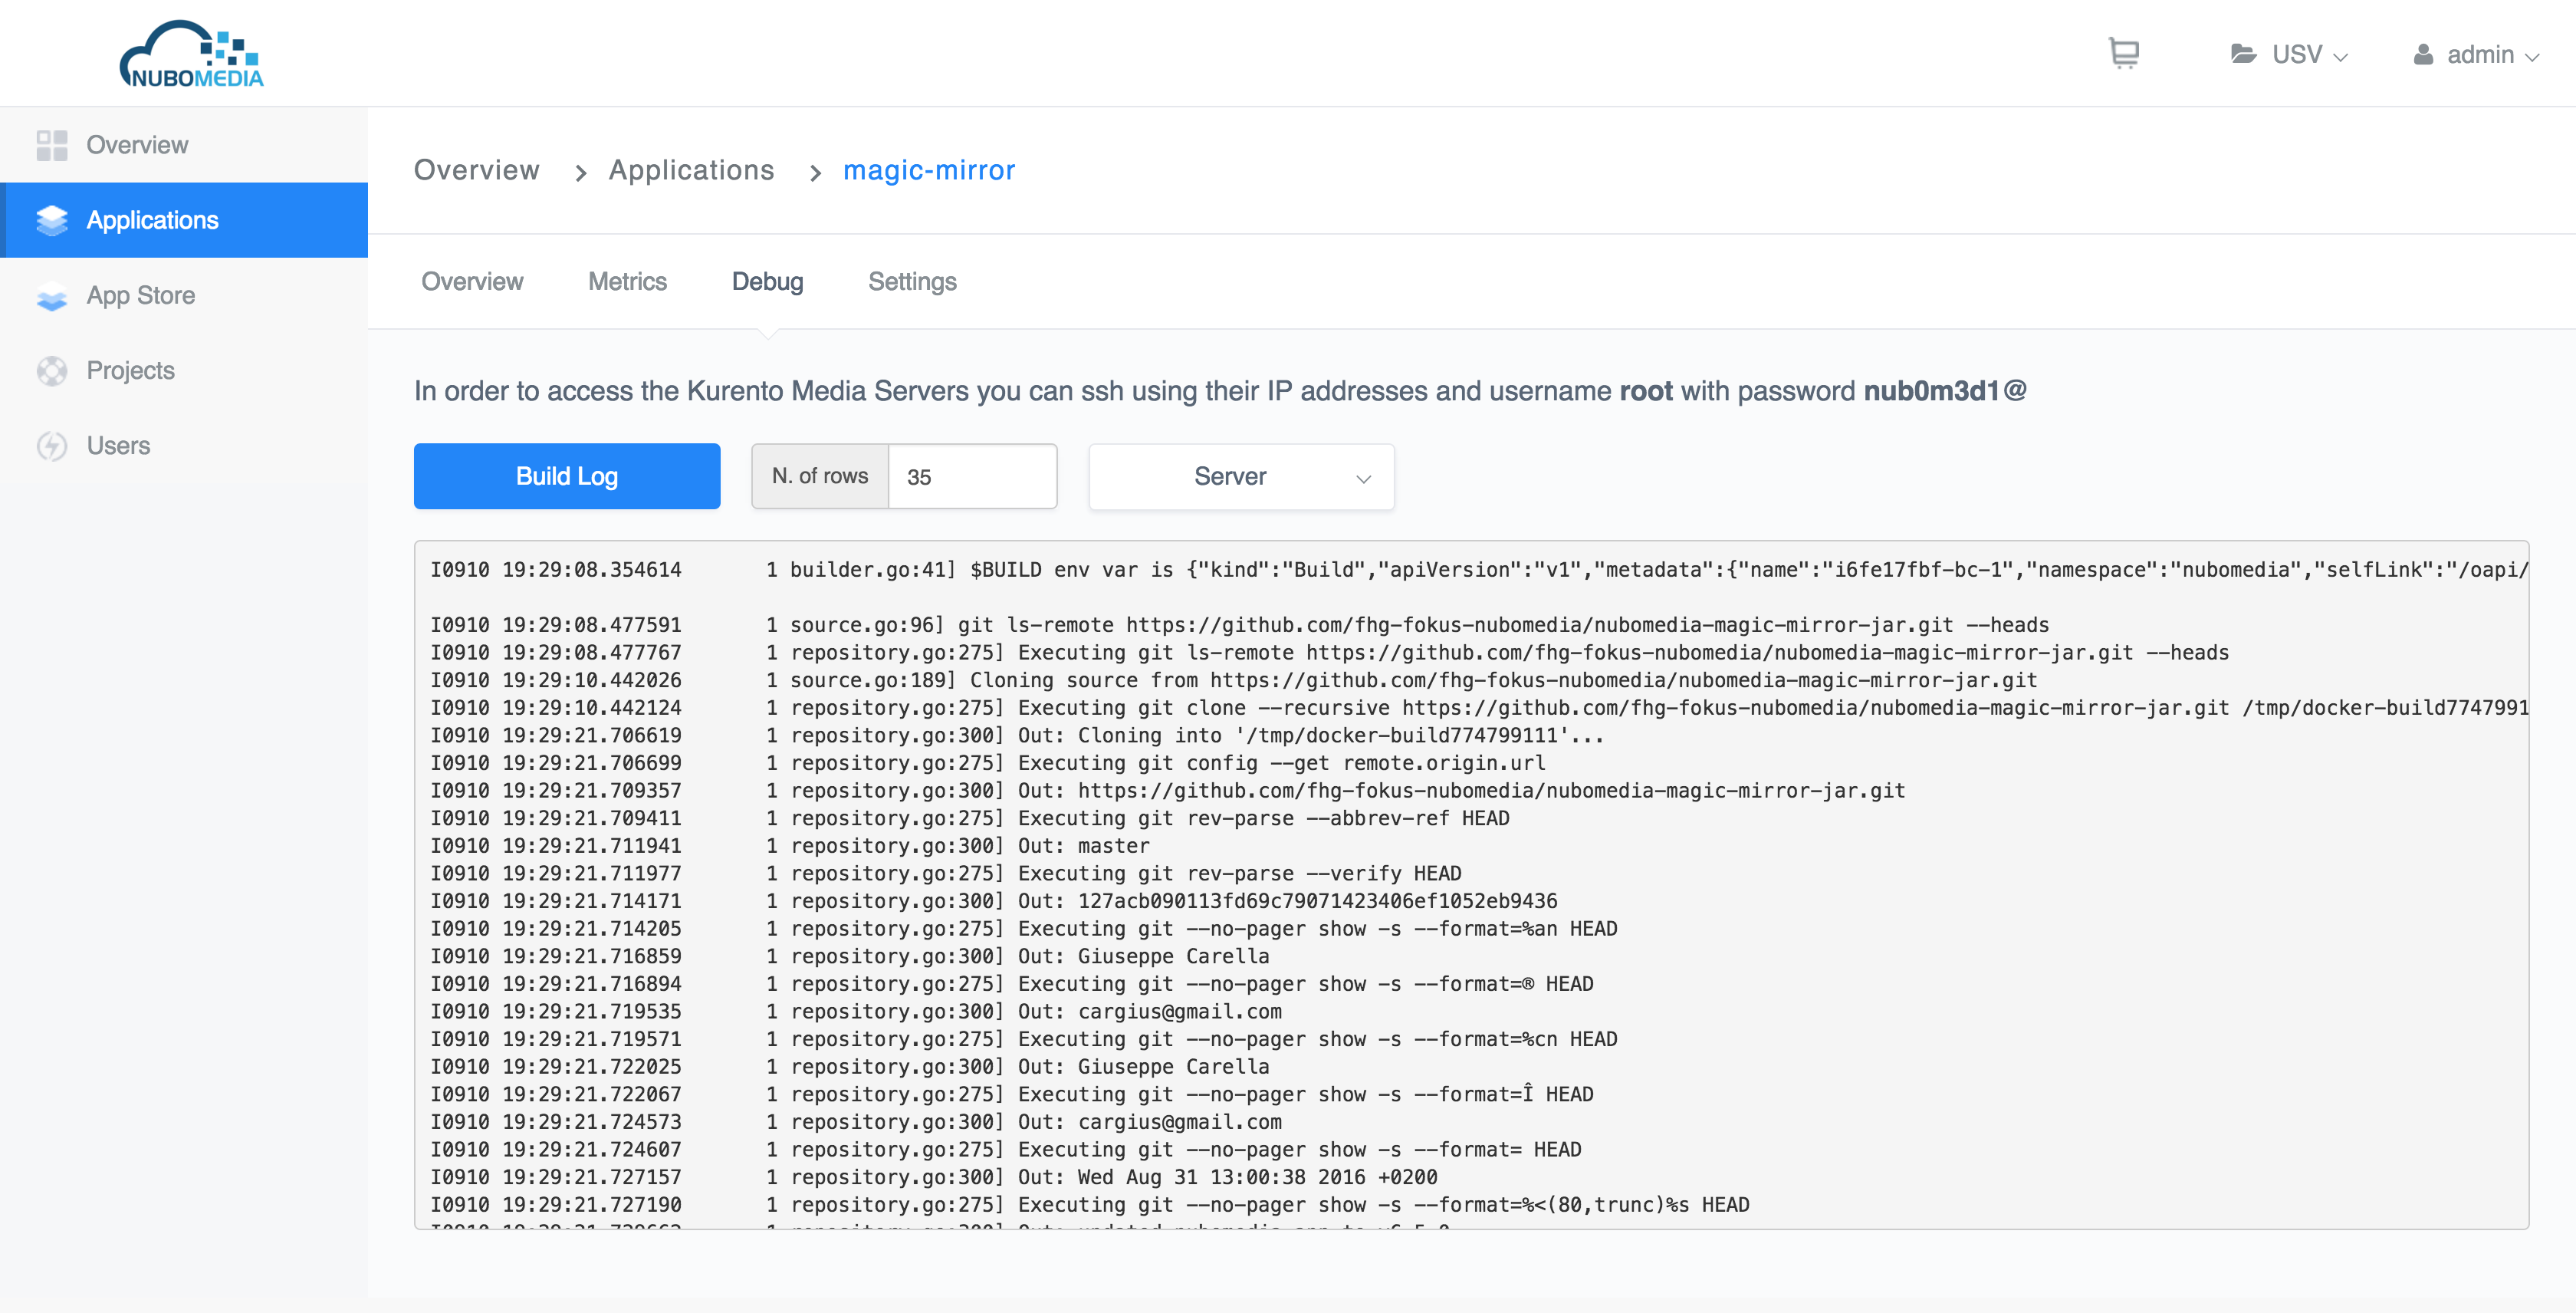 NUBOMEDIA
USV
admin
Overview
Applications
App Store
Projects
Users
Overview > Applications > magic-mirror
Overview Metrics Debug Settings
In order to access the Kurento Media Servers you can ssh using their IP addresses and username root with password nub0m3d1@
Build Log
N. of rows 35
Server
I0910 19:29:08.354614 1 builder.go:41] $BUILD env var is {"kind":"Build","apiVersion":"v1","metadata":{"name":"i6fe17fbf-bc-1","namespace":"nubomedia","selfLink":"/oapi/
I0910 19:29:08.477591 1 source.go:96] git ls-remote https://github.com/fhg-fokus-nubomedia/nubomedia-magic-mirror-jar.git --heads
I0910 19:29:08.477767 1 repository.go:275] Executing git ls-remote https://github.com/fhg-fokus-nubomedia/nubomedia-magic-mirror-jar.git --heads
I0910 19:29:10.442026 1 source.go:189] Cloning source from https://github.com/fhg-fokus-nubomedia/nubomedia-magic-mirror-jar.git
I0910 19:29:10.442124 1 repository.go:275] Executing git clone --recursive https://github.com/fhg-fokus-nubomedia/nubomedia-magic-mirror-jar.git /tmp/docker-build7747991
I0910 19:29:21.706619 1 repository.go:300] Out: Cloning into '/tmp/docker-build774799111'...
I0910 19:29:21.706699 1 repository.go:275] Executing git config --get remote.origin.url
I0910 19:29:21.709357 1 repository.go:300] Out: https://github.com/fhg-fokus-nubomedia/nubomedia-magic-mirror-jar.git
I0910 19:29:21.709411 1 repository.go:275] Executing git rev-parse --abbrev-ref HEAD
I0910 19:29:21.711941 1 repository.go:300] Out: master
I0910 19:29:21.711977 1 repository.go:275] Executing git rev-parse --verify HEAD
I0910 19:29:21.714171 1 repository.go:300] Out: 127acb090113fd69c79071423406ef1052eb9436
I0910 19:29:21.714205 1 repository.go:275] Executing git --no-pager show -s --format=%an HEAD
I0910 19:29:21.716859 1 repository.go:300] Out: Giuseppe Carella
I0910 19:29:21.716894 1 repository.go:275] Executing git --no-pager show -s --format=® HEAD
I0910 19:29:21.719535 1 repository.go:300] Out: cargius@gmail.com
I0910 19:29:21.719571 1 repository.go:275] Executing git --no-pager show -s --format=%cn HEAD
I0910 19:29:21.722025 1 repository.go:300] Out: Giuseppe Carella
I0910 19:29:21.722067 1 repository.go:275] Executing git --no-pager show -s --format=Î HEAD
I0910 19:29:21.724573 1 repository.go:300] Out: cargius@gmail.com
I0910 19:29:21.724607 1 repository.go:275] Executing git --no-pager show -s --format= HEAD
I0910 19:29:21.727157 1 repository.go:300] Out: Wed Aug 31 13:00:38 2016 +0200
I0910 19:29:21.727190 1 repository.go:275] Executing git --no-pager show -s --format=%<(80,trunc)%s HEAD